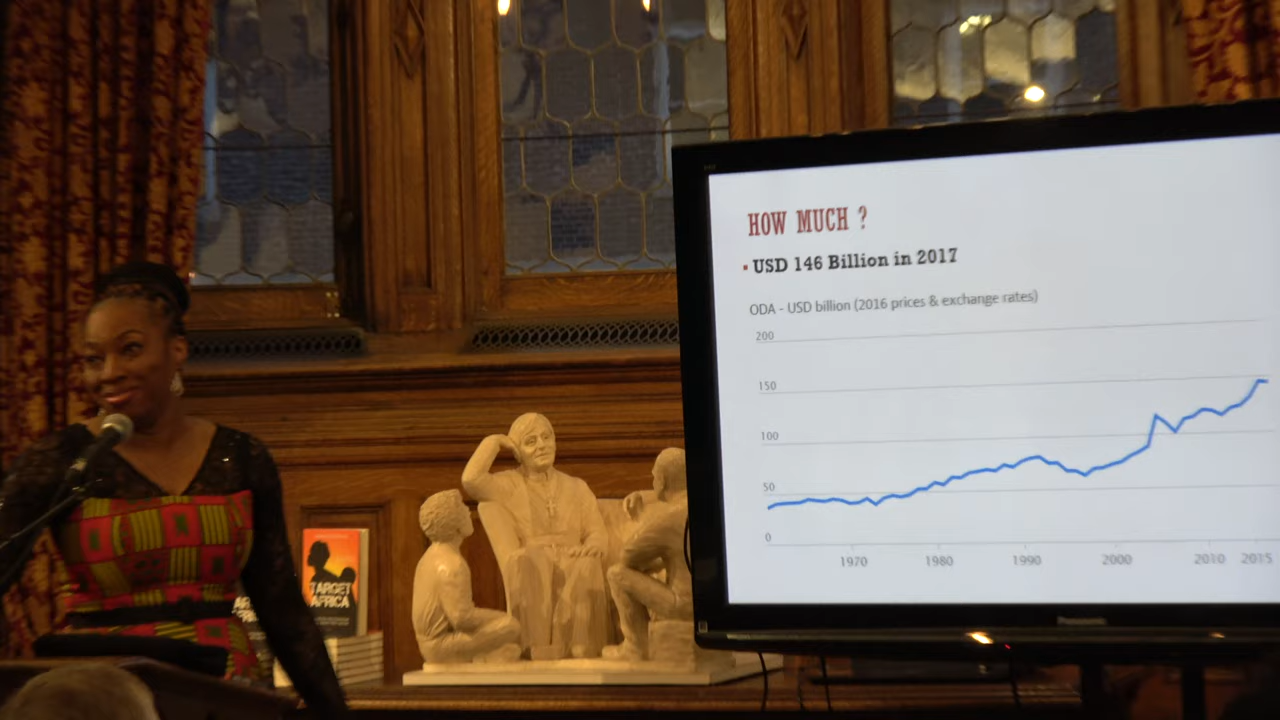 HOW MUCH ?
▪ USD 146 Billion in 2017
ODA - USD billion (2016 prices & exchange rates)
200
150
100
50
0
1970 1980 1990 2000 2010 2015
TARGET
AFRICA
Panasonic